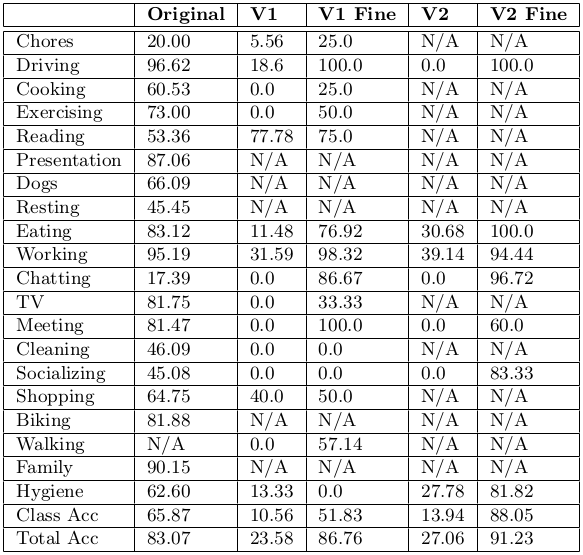 Original V1 V1 Fine V2 V2 Fine
Chores 20.00 5.56 25.0 N/A N/A
Driving 96.62 18.6 100.0 0.0 100.0
Cooking 60.53 0.0 25.0 N/A N/A
Exercising 73.00 0.0 50.0 N/A N/A
Reading 53.36 77.78 75.0 N/A N/A
Presentation 87.06 N/A N/A N/A N/A
Dogs 66.09 N/A N/A N/A N/A
Resting 45.45 N/A N/A N/A N/A
Eating 83.12 11.48 76.92 30.68 100.0
Working 95.19 31.59 98.32 39.14 94.44
Chatting 17.39 0.0 86.67 0.0 96.72
TV 81.75 0.0 33.33 N/A N/A
Meeting 81.47 0.0 100.0 0.0 60.0
Cleaning 46.09 0.0 0.0 N/A N/A
Socializing 45.08 0.0 0.0 0.0 83.33
Shopping 64.75 40.0 50.0 N/A N/A
Biking 81.88 N/A N/A N/A N/A
Walking N/A 0.0 57.14 N/A N/A
Family 90.15 N/A N/A N/A N/A
Hygiene 62.60 13.33 0.0 27.78 81.82
Class Acc 65.87 10.56 51.83 13.94 88.05
Total Acc 83.07 23.58 86.76 27.06 91.23